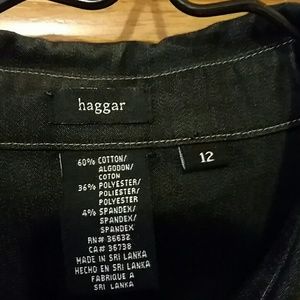 haggar
12
60% COTTON/
ALGODON/
COTON
36% POLYESTER/
POLIESTER/
POLYESTER
4% SPANDEX/
SPANDEX/
SPANDEX
RN# 36632
CA# 36738
MADE IN SRI LANKA
HECHO EN SRI LANKA
FABRIQUE A
SRI LANKA